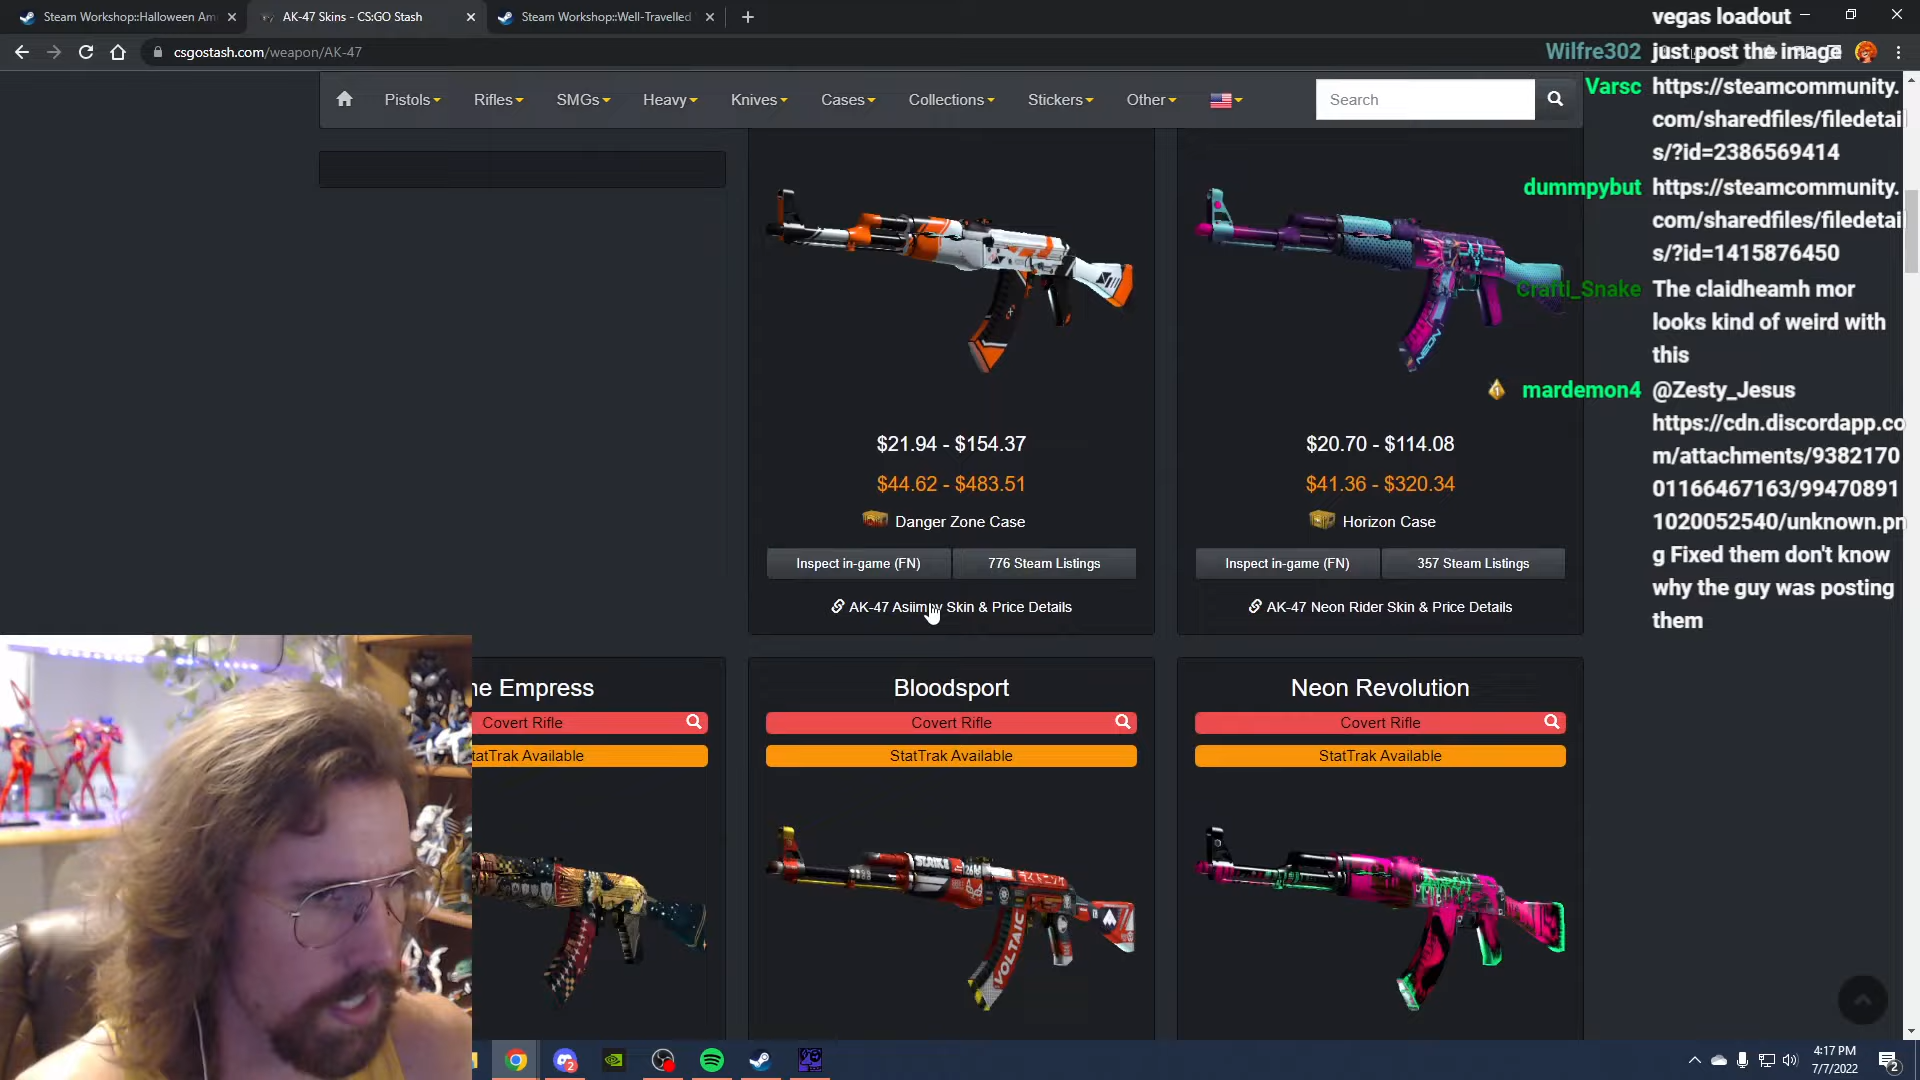 Steam Workshop::Halloween Am
AK-47 Skins - CS:GO Stash
Steam Workshop::Well-Travelled
csgostash.com/weapon/AK-47
Pistols Rifles SMGs Heavy Knives Cases Collections Stickers Other
Search
$21.94 - $154.37
$44.62 - $483.51
Danger Zone Case
Inspect in-game (FN) 776 Steam Listings
AK-47 Asiimov Skin & Price Details
$20.70 - $114.08
$41.36 - $320.34
Horizon Case
Inspect in-game (FN) 357 Steam Listings
AK-47 Neon Rider Skin & Price Details
he Empress
Covert Rifle
tatTrak Available
Bloodsport
Covert Rifle
StatTrak Available
VOLTAIC
Neon Revolution
Covert Rifle
StatTrak Available
vegas loadout
Wilfre302 just post the image
Varsc https://steamcommunity.
com/sharedfiles/filedetail
s/?id=2386569414
dummpybut https://steamcommunity.
com/sharedfiles/filedetail
s/?id=1415876450
Crafti_Snake The claidheamh mor
looks kind of weird with
this
mardemon4 @Zesty_Jesus
https://cdn.discordapp.co
m/attachments/9382170
01166467163/99470891
1020052540/unknown.pn
g Fixed them don't know
why the guy was posting
them
4:17 PM
7/7/2022
2
2